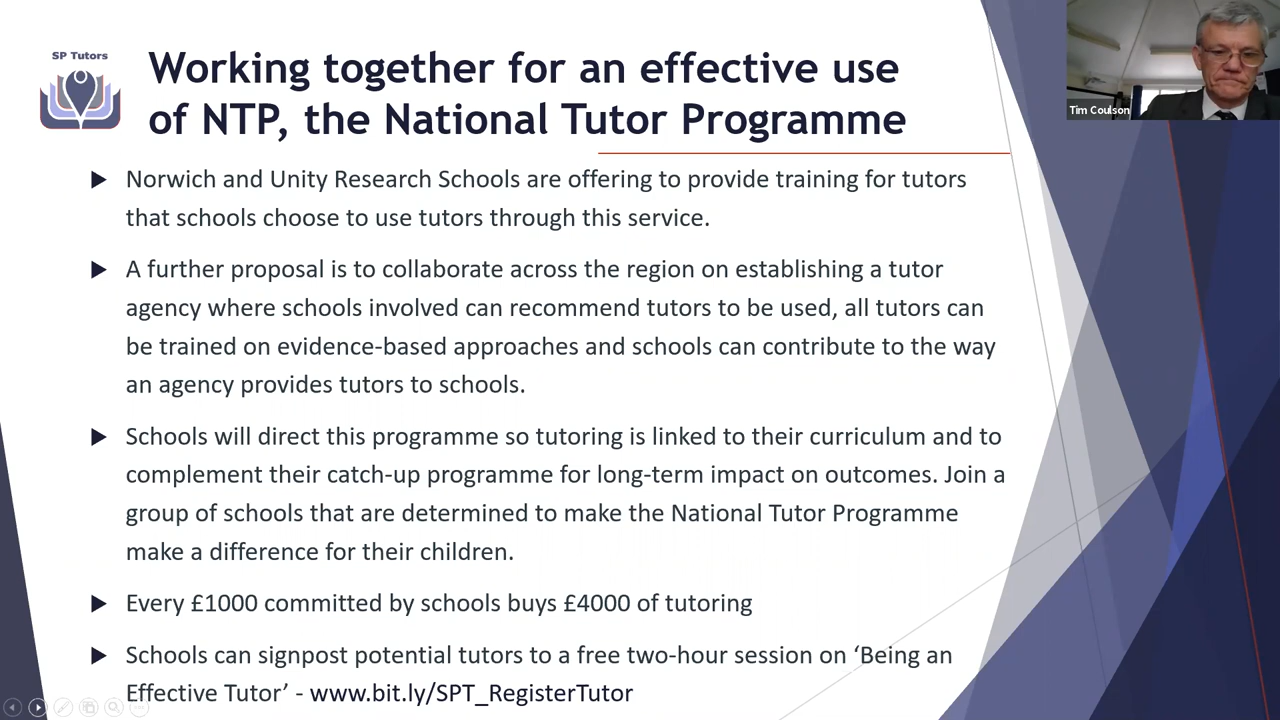 SP Tutors
Working together for an effective use
of NTP, the National Tutor Programme
Tim Coulson
Norwich and Unity Research Schools are offering to provide training for tutors
that schools choose to use tutors through this service.
A further proposal is to collaborate across the region on establishing a tutor
agency where schools involved can recommend tutors to be used, all tutors can
be trained on evidence-based approaches and schools can contribute to the way
an agency provides tutors to schools.
Schools will direct this programme so tutoring is linked to their curriculum and to
complement their catch-up programme for long-term impact on outcomes. Join a
group of schools that are determined to make the National Tutor Programme
make a difference for their children.
Every £1000 committed by schools buys £4000 of tutoring
Schools can signpost potential tutors to a free two-hour session on ‘Being an
Effective Tutor’ - www.bit.ly/SPT_RegisterTutor